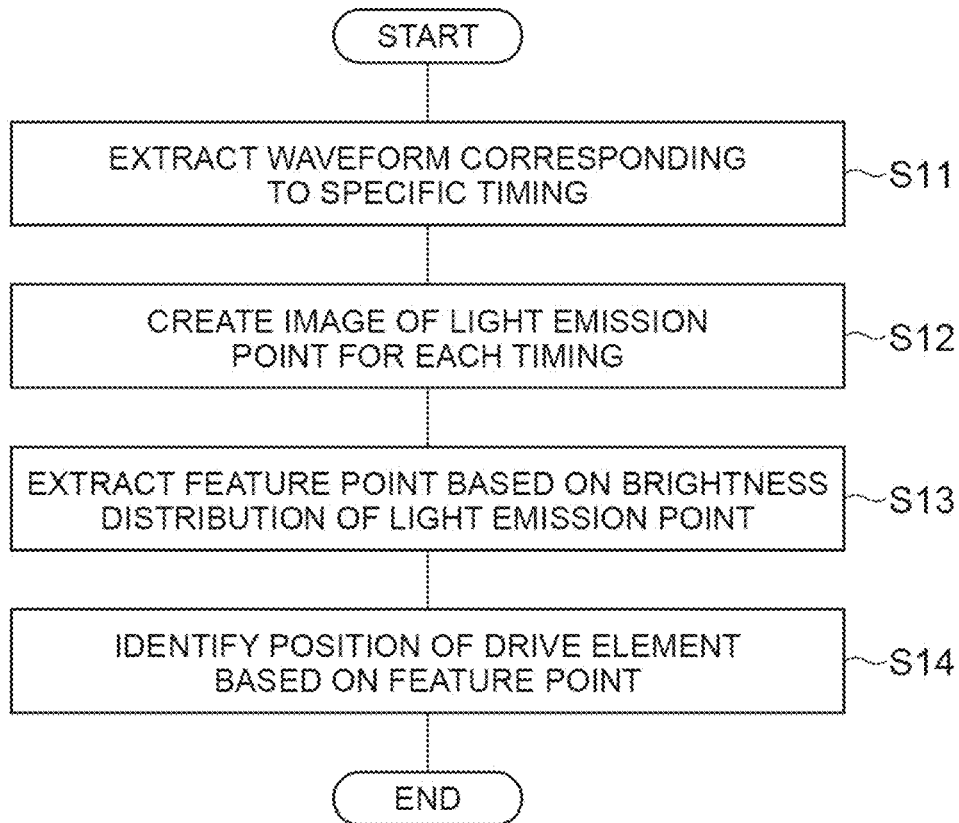 START
EXTRACT WAVEFORM CORRESPONDING
TO SPECIFIC TIMING
S11
CREATE IMAGE OF LIGHT EMISSION
POINT FOR EACH TIMING
S12
EXTRACT FEATURE POINT BASED ON BRIGHTNESS
DISTRIBUTION OF LIGHT EMISSION POINT
S13
IDENTIFY POSITION OF DRIVE ELEMENT
BASED ON FEATURE POINT
S14
END